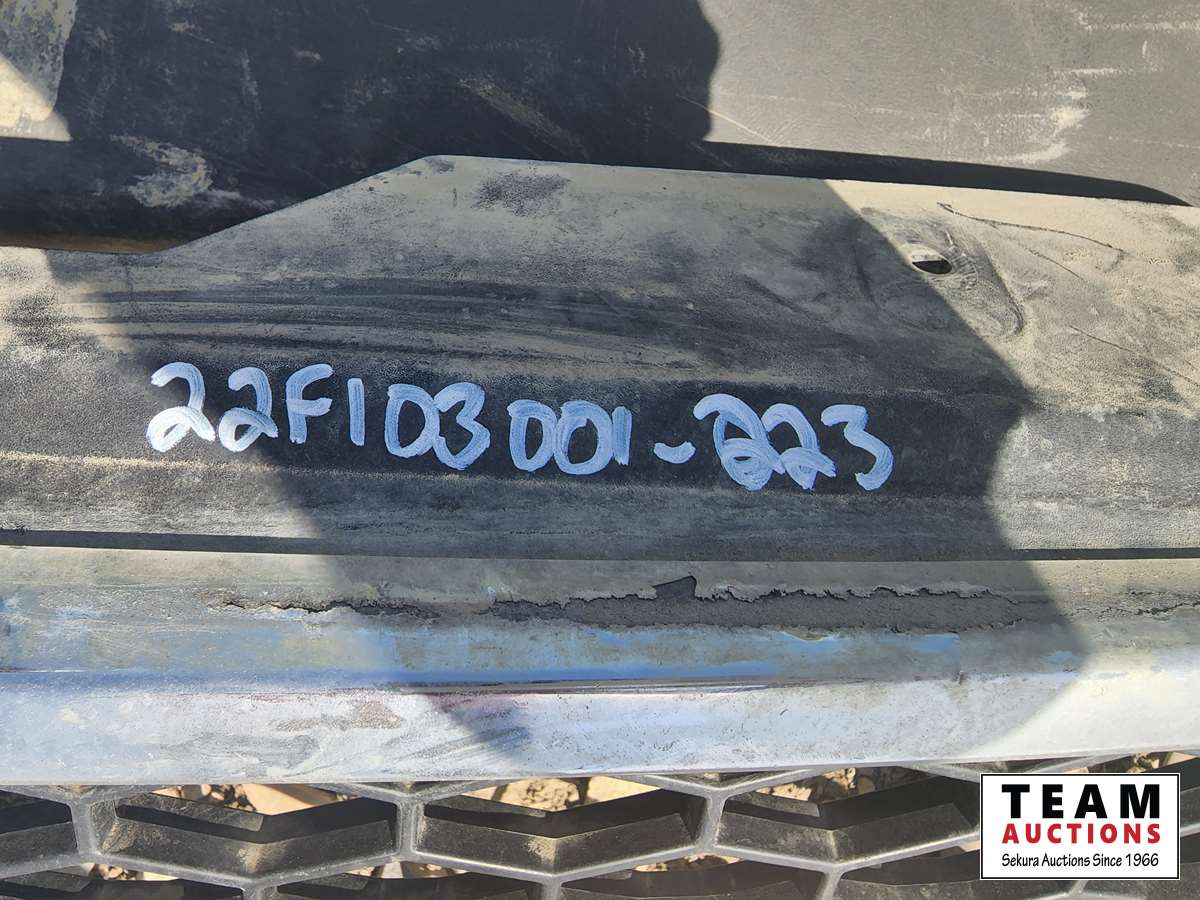 22F103001-223
TEAM
AUCTIONS
Sekura Auctions Since 1966